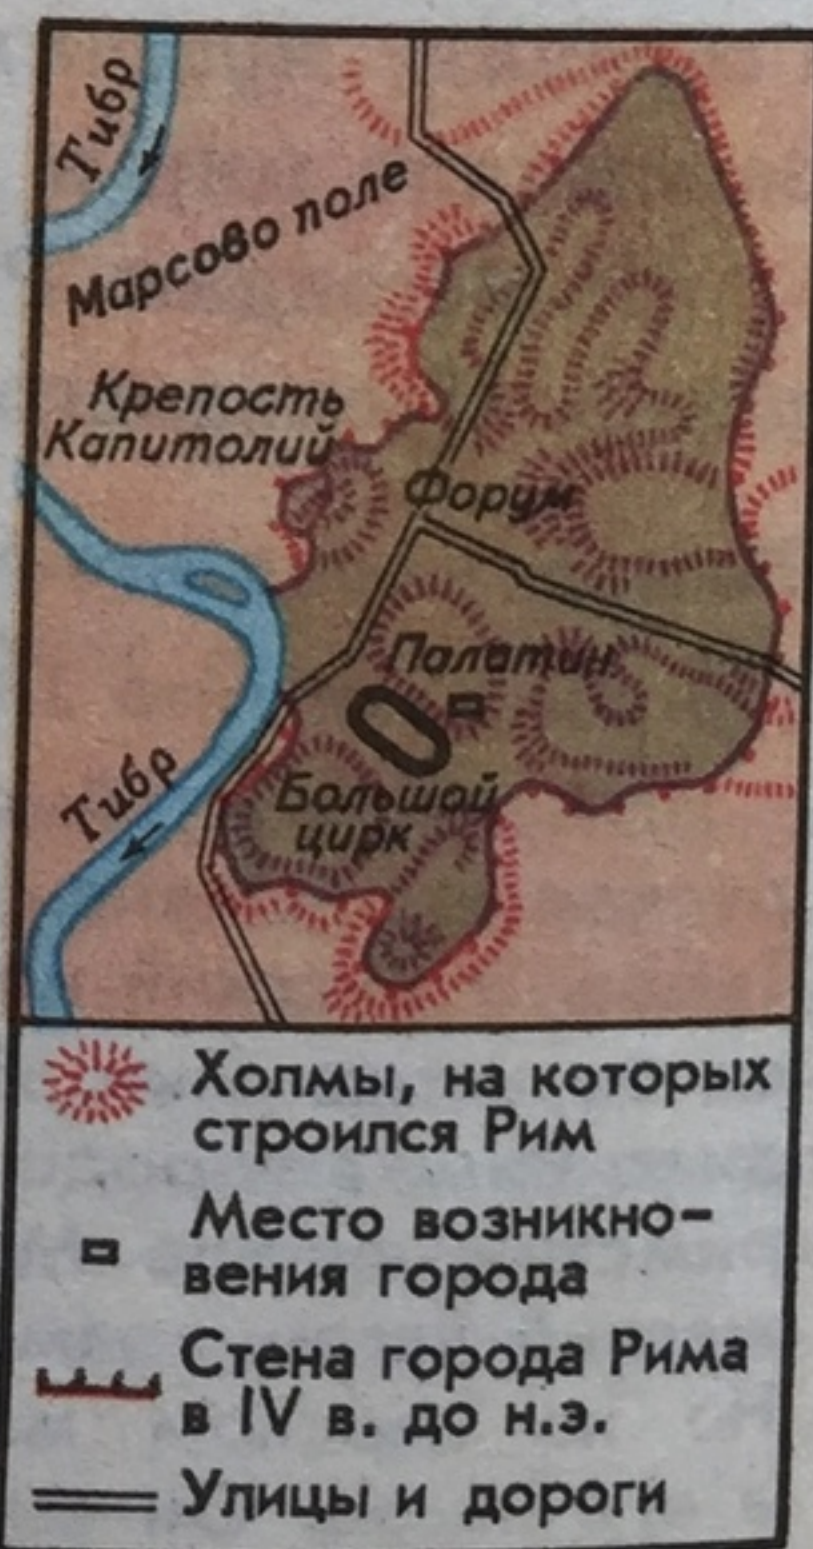 Тибр
Марсово поле
Крепость
Капитолий
Форум
Палатин
Большой
цирк
Тибр
Холмы, на которых
строился Рим
Место возникно-
вения города
Стена города Рима
в IV в. до н.э.
Улицы и дороги